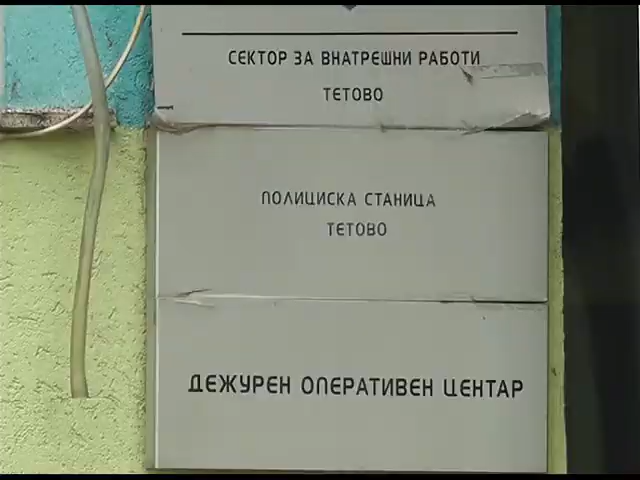 СЕКТОР ЗА ВНАТРЕШНИ РАБОТИ
ТЕТОВО
ПОЛИЦИСКА СТАНИЦА
ТЕТОВО
ДЕЖУРЕН ОПЕРАТИВЕН ЦЕНТАР